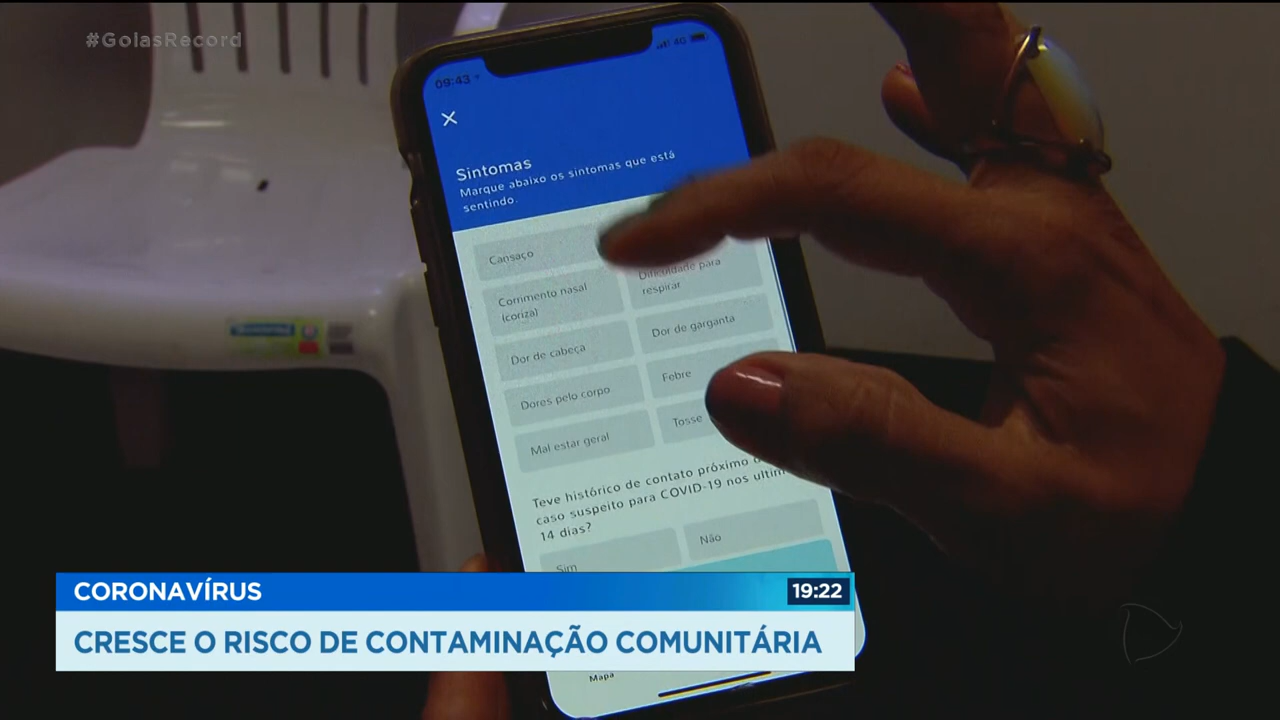 #GoiasRecord
09:43
4G
Sintomas
Marque abaixo os sintomas que está
sentindo.
Cansaço
Corrimento nasal
(coriza)
Dificuldade para
respirar
Dor de cabeça
Dor de garganta
Dores pelo corpo
Febre
Mal estar geral
Tosse
Teve histórico de contato próximo
caso suspeito para COVID-19 nos
14 dias?
Sim
Não
CORONAVÍRUS
19:22
CRESCE O RISCO DE CONTAMINAÇÃO COMUNITÁRIA
Mapa